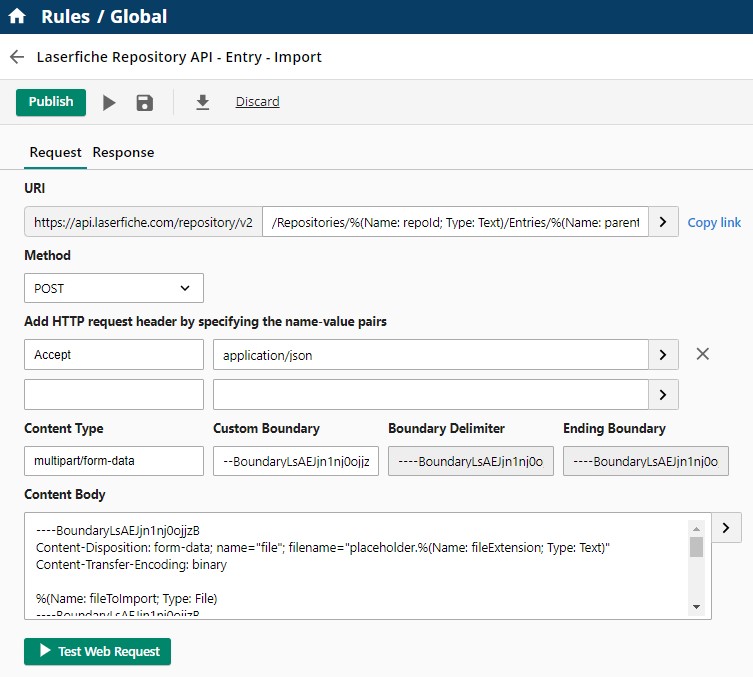 Rules / Global
Laserfiche Repository API - Entry - Import
Publish
Discard
Request Response
URI
https://api.laserfiche.com/repository/v2 /Repositories/%(Name: repoId; Type: Text)/Entries/%(Name: parent Copy link
Method
POST
Add HTTP request header by specifying the name-value pairs
Accept application/json
Content Type Custom Boundary Boundary Delimiter Ending Boundary
multipart/form-data --BoundaryLsAEJjn1nj0ojjz ----BoundaryLsAEJjn1nj0o ----BoundaryLsAEJjn1nj0o
Content Body
----BoundaryLsAEJjn1nj0ojjzB
Content-Disposition: form-data; name="file"; filename="placeholder.%(Name: fileExtension; Type: Text)"
Content-Transfer-Encoding: binary
%(Name: fileToImport; Type: File)
----BoundaryLsAEJjn1nj0ojjzB
Test Web Request